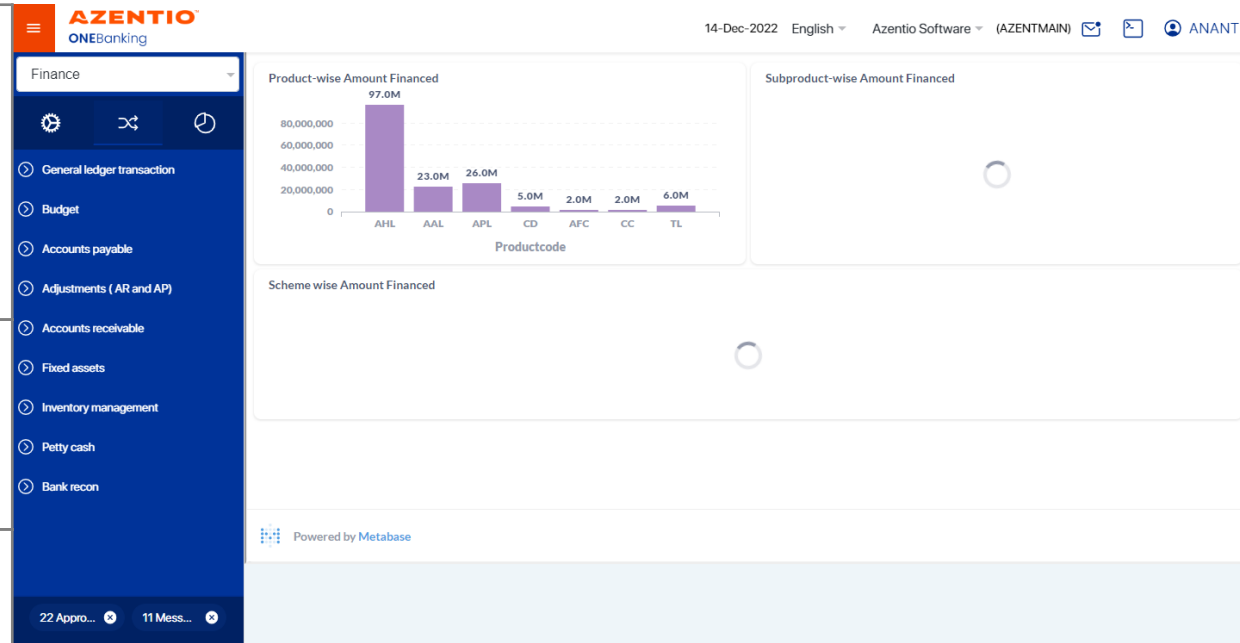 AZENTIO™
ONEBanking
14-Dec-2022 English Azentio Software (AZENTMAIN) ANANT
Finance
General ledger transaction
Budget
Accounts payable
Adjustments ( AR and AP)
Accounts receivable
Fixed assets
Inventory management
Petty cash
Bank recon
22 Appro... 11 Mess...
Product-wise Amount Financed
97.0M
80,000,000
60,000,000
40,000,000
20,000,000
0
23.0M
26.0M
5.0M
2.0M
2.0M
6.0M
AHL AAL APL CD AFC CC TL
Productcode
Subproduct-wise Amount Financed
Scheme wise Amount Financed
Powered by Metabase